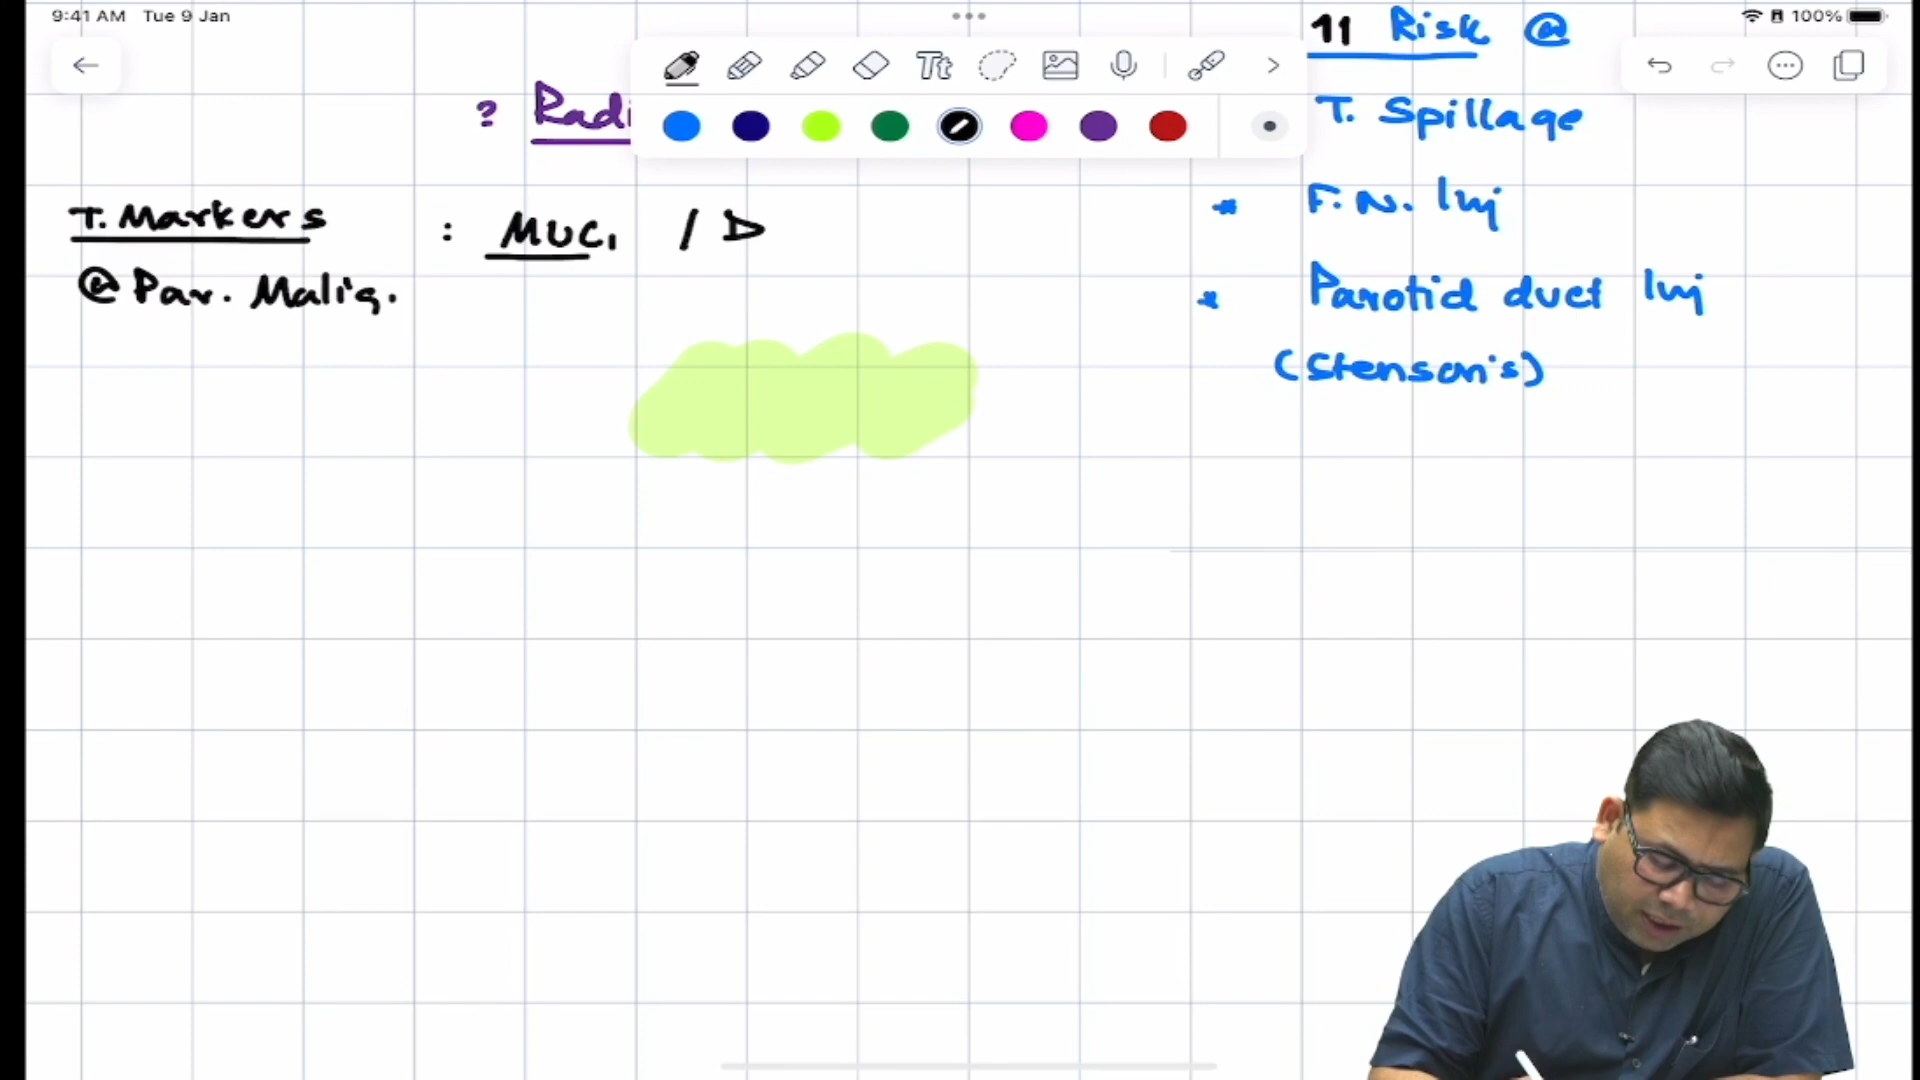 9:41 AM Tue 9 Jan
100%
11 Risk @
? Radi
Tt
T. Spillage
T. Markers : MUC1 / D
* F.N. Inj
@ Par. Malig.
* Parotid duct Inj
(Stenson's)